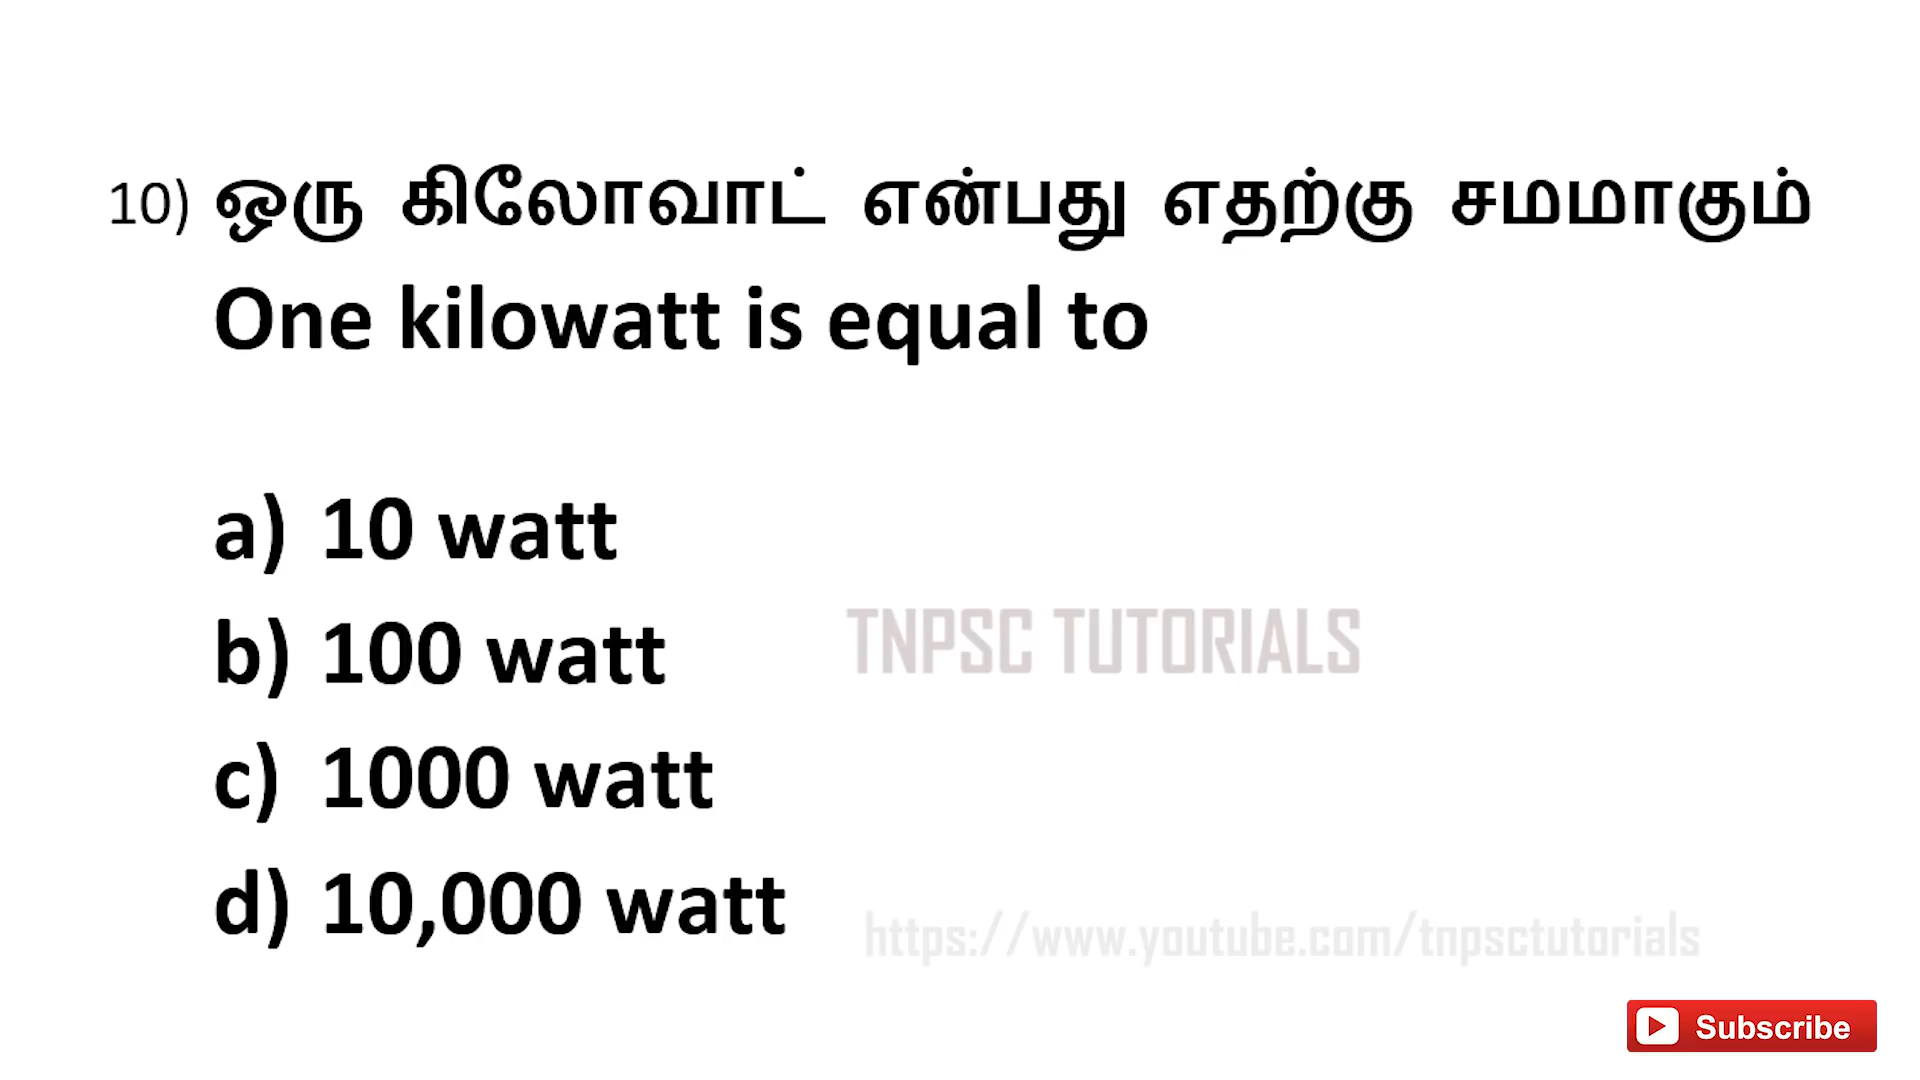 10) ஒரு கிலோவாட் என்பது எதற்கு சமமாகும்
One kilowatt is equal to
a) 10 watt
b) 100 watt
TNPSC TUTORIALS
c) 1000 watt
d) 10,000 watt
https://www.youtube.com/tnpsctutorials
Subscribe